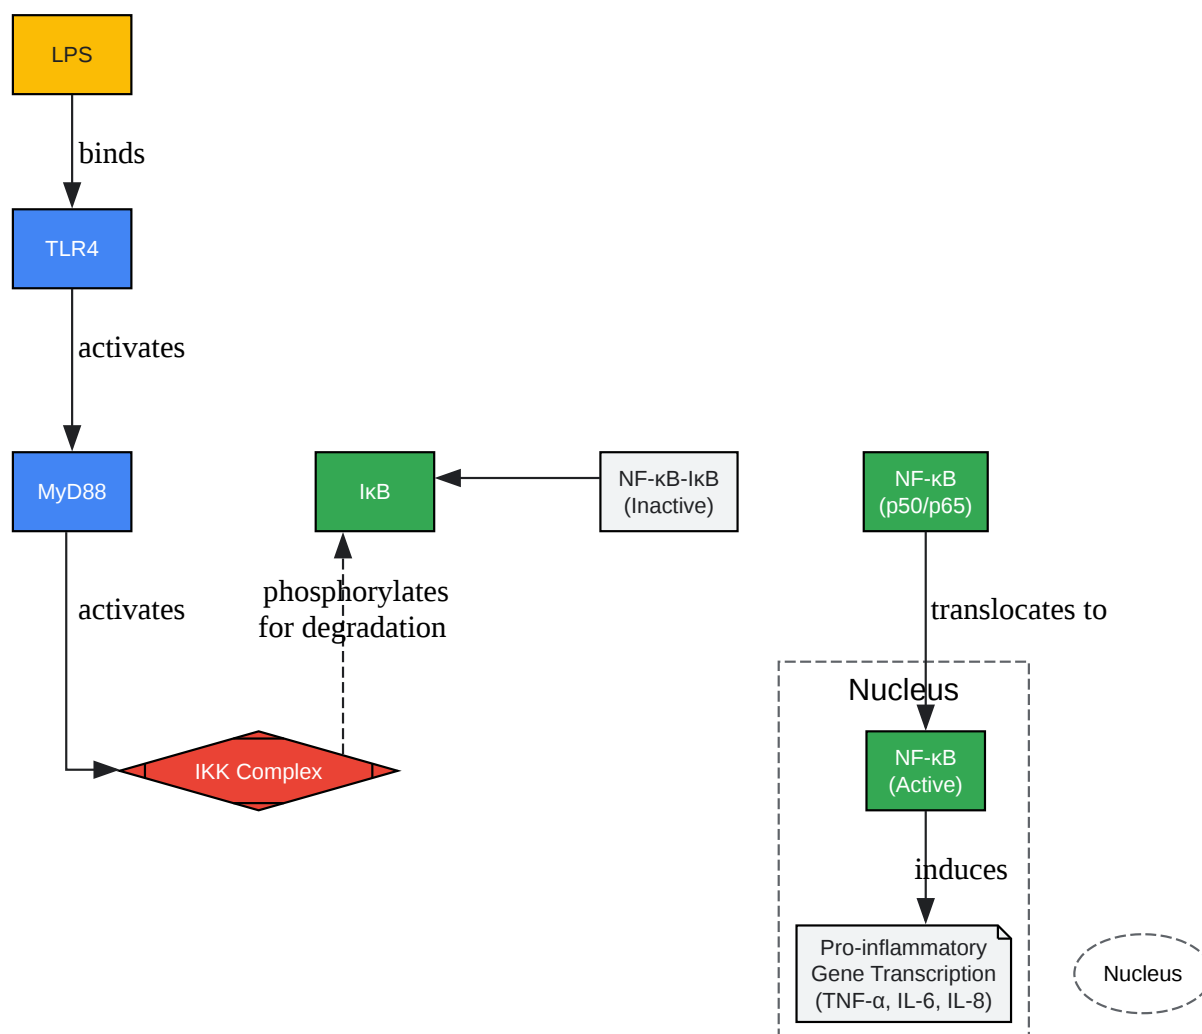 LPS
binds
TLR4
activates
MyD88
IκB
NF-κB-IκB
(Inactive)
NF-κB
(p50/p65)
activates
phosphorylates
for degradation
translocates to
Nucleus
IKK Complex
NF-κB
(Active)
induces
Pro-inflammatory
Gene Transcription
(TNF-α, IL-6, IL-8)
Nucleus